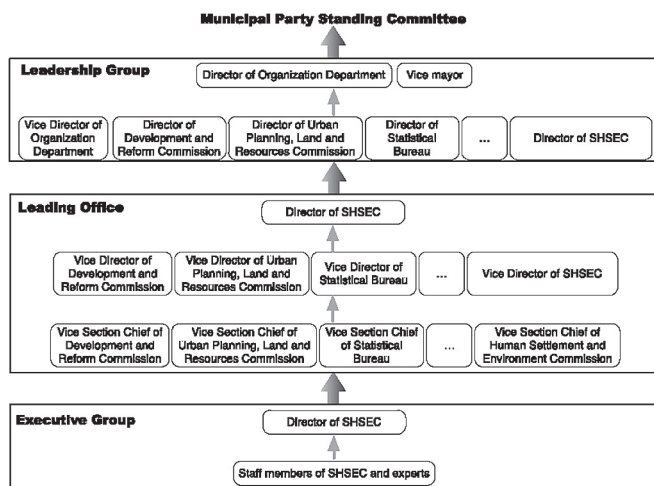 Municipal Party Standing Committee
Leadership Group
Director of Organization Department
Vice mayor
Vice Director of
Organization
Department
Director of
Development and
Reform Commission
Director of Urban
Planning, Land and
Resources Commission
Director of
Statistical
Bureau
...
Director of SHSEC
Leading Office
Director of SHSEC
Vice Director of
Development and
Reform Commission
Vice Director of Urban
Planning, Land and
Resources Commission
Vice Director of
Statistical Bureau
...
Vice Director of SHSEC
Vice Section Chief of
Development and
Reform Commission
Vice Section Chief of
Urban Planning, Land and
Resources Commission
Vice Section Chief
of Statistical
Bureau
...
Vice Section Chief of
Human Settlement and
Environment Commission
Executive Group
Director of SHSEC
Staff members of SHSEC and experts